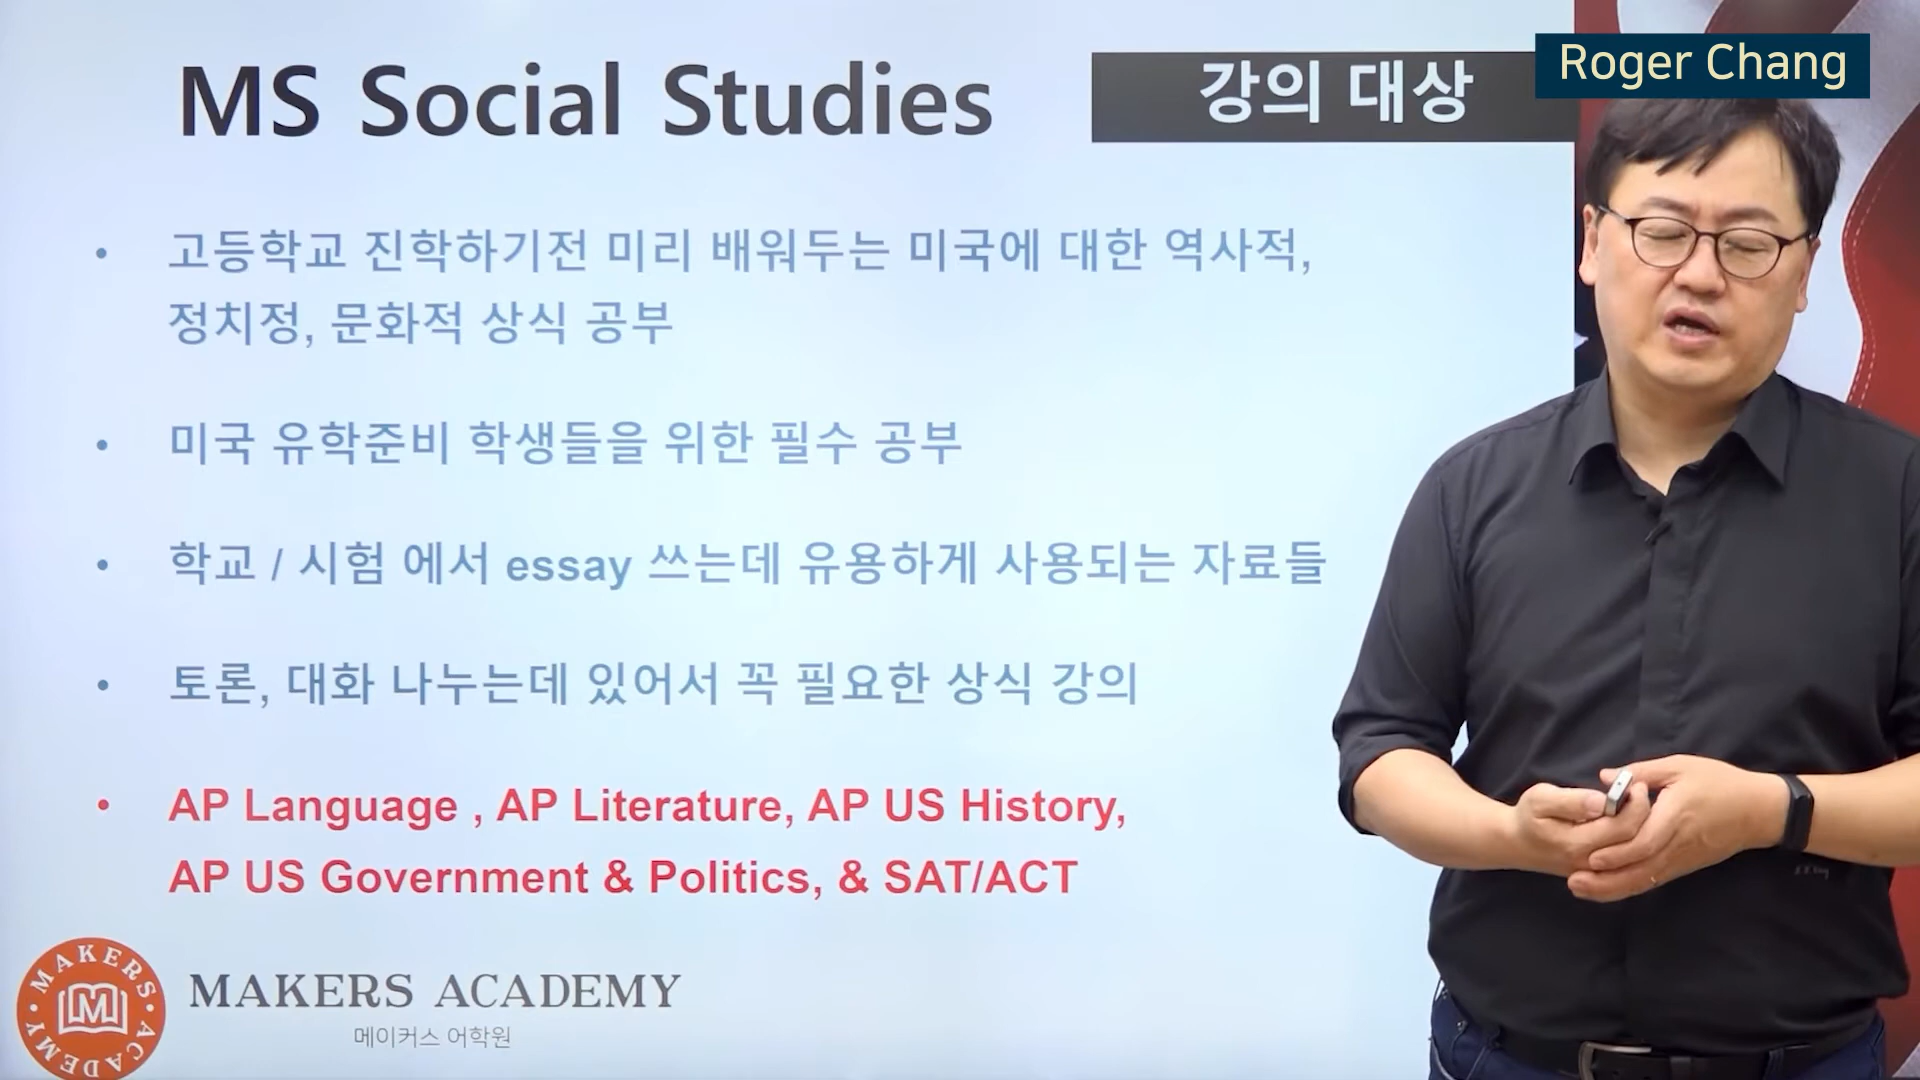 MS Social Studies
강의 대상
Roger Chang
• 고등학교 진학하기전 미리 배워두는 미국에 대한 역사적,
정치정, 문화적 상식 공부
• 미국 유학준비 학생들을 위한 필수 공부
• 학교 / 시험 에서 essay 쓰는데 유용하게 사용되는 자료들
• 토론, 대화 나누는데 있어서 꼭 필요한 상식 강의
• AP Language , AP Literature, AP US History,
AP US Government & Politics, & SAT/ACT
MAKERS ACADEMY
M
MAKERS ACADEMY
메이커스 어학원